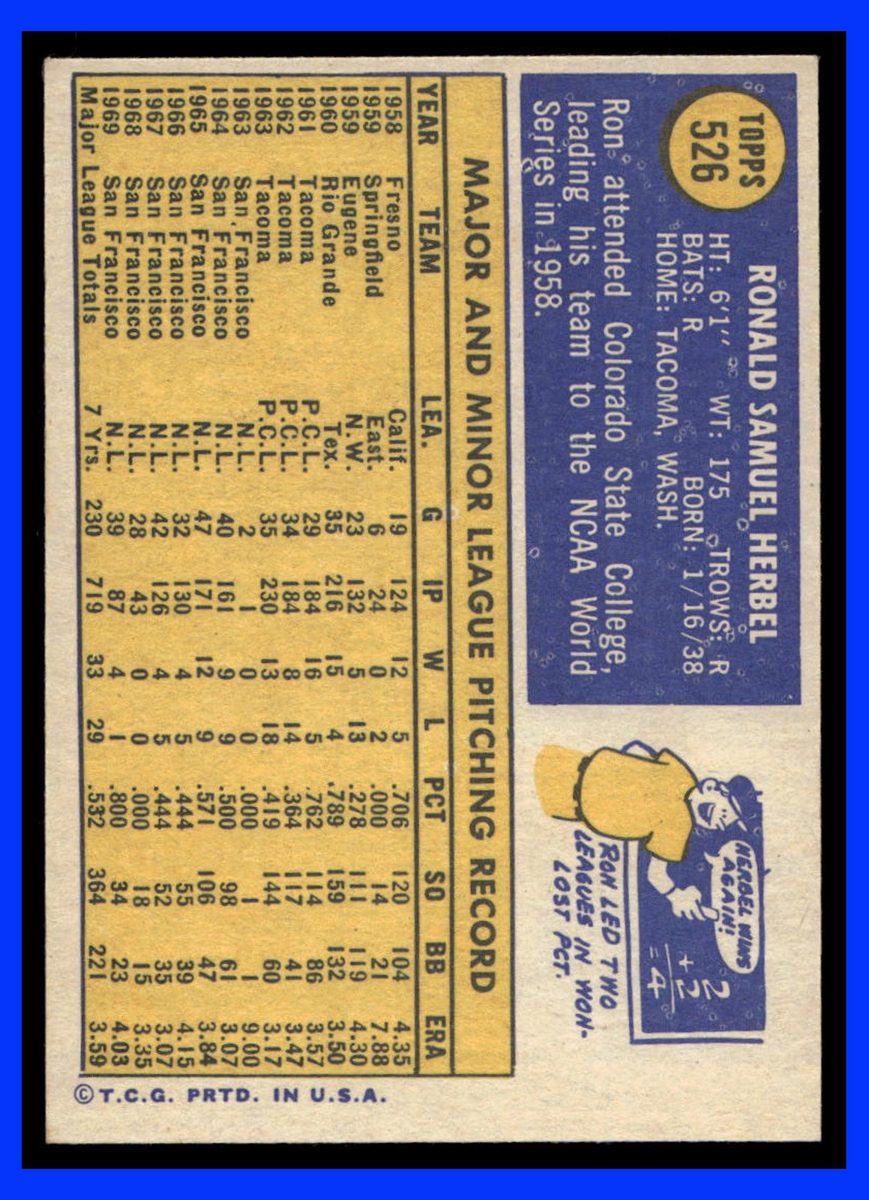 TOPPS
526
RONALD SAMUEL HERBEL
HT: 6'1" WT: 175 TROWS: R
BATS: R BORN: 1/16/38
HOME: TACOMA, WASH.
Ron attended Colorado State College,
leading his team to the NCAA World
Series in 1958.
HERBEL WINS
AGAIN!
2
+ 2
= 4
RON LED TWO
LEAGUES IN WON-
LOST PCT.
MAJOR AND MINOR LEAGUE PITCHING RECORD
YEAR TEAM LEA. G IP W L PCT SO BB ERA
1958 Fresno Calif. 19 124 12 5 .706 120 104 4.35
1959 Springfield East. 6 24 0 2 .000 14 21 7.88
1959 Eugene N.W. 23 132 5 13 .278 111 119 4.30
1960 Rio Grande Tex. 35 216 15 4 .789 159 132 3.50
1961 Tacoma P.C.L. 29 184 16 5 .762 114 86 3.57
1962 Tacoma P.C.L. 34 184 8 14 .364 117 41 3.47
1963 Tacoma P.C.L. 35 230 13 18 .419 144 60 3.17
1963 San Francisco N.L. 2 1 0 0 .000 1 1 9.00
1964 San Francisco N.L. 40 161 9 9 .500 98 61 3.07
1965 San Francisco N.L. 47 171 12 9 .571 106 47 3.84
1966 San Francisco N.L. 32 130 4 5 .444 55 39 4.15
1967 San Francisco N.L. 42 126 4 5 .444 52 35 3.07
1968 San Francisco N.L. 28 43 0 0 .000 18 15 3.35
1969 San Francisco N.L. 39 87 4 1 .800 34 23 4.03
Major League Totals 7 Yrs. 230 719 33 29 .532 364 221 3.59
©T.C.G. PRTD. IN U.S.A.